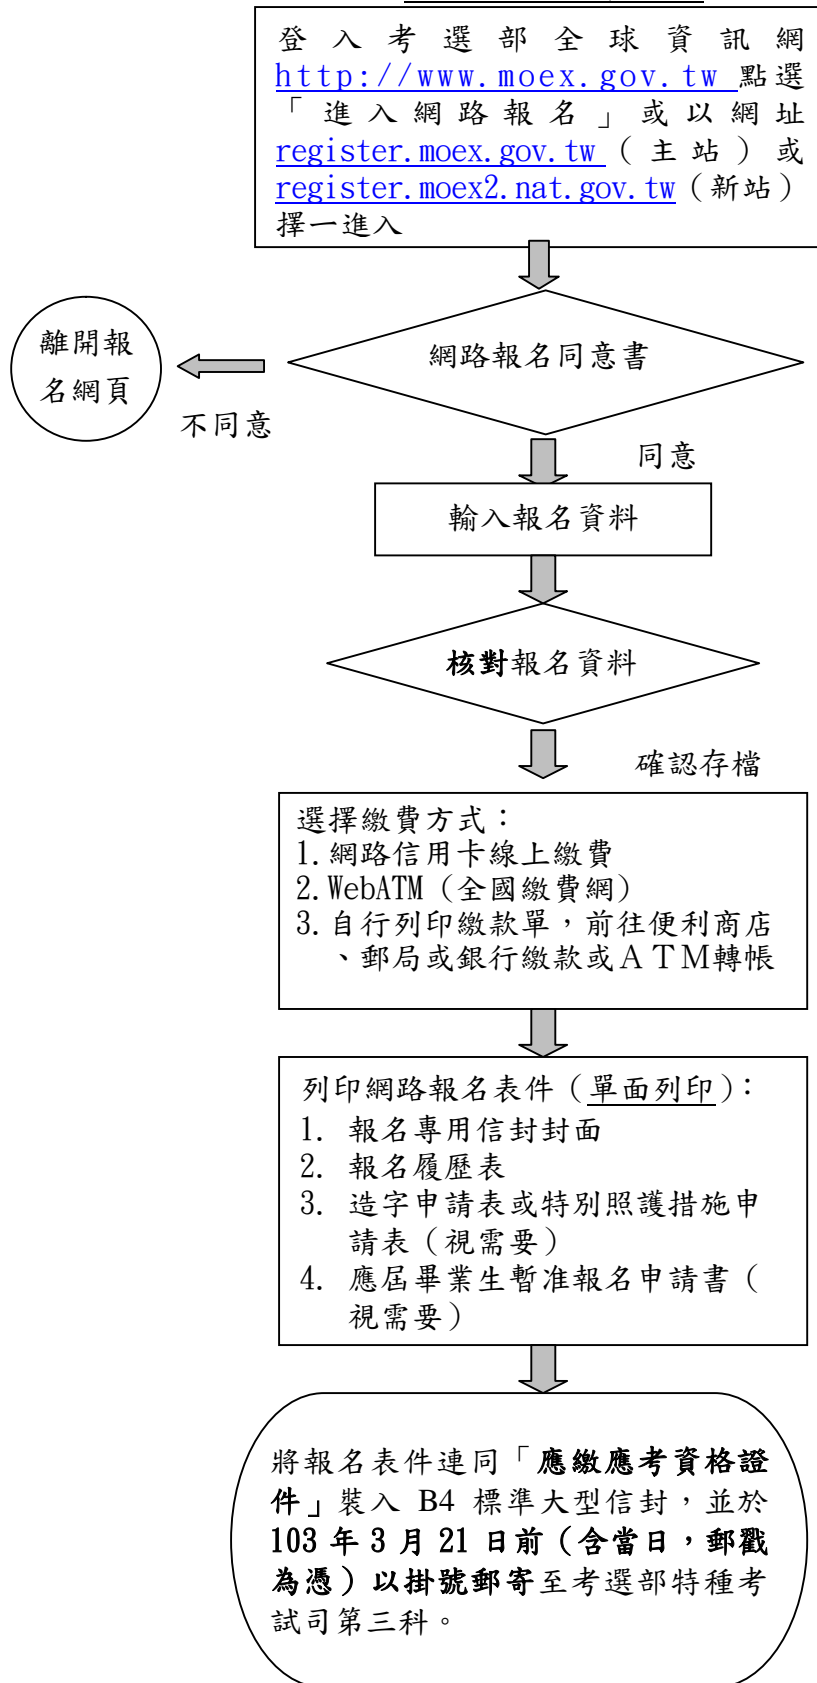 登入考選部全球資訊網
http://www.moex.gov.tw 點選
「進入網路報名」或以網址
register.moex.gov.tw（主站）或
register.moex2.nat.gov.tw（新站）
擇一進入
網路報名同意書
離開報
名網頁
不同意
同意
輸入報名資料
核對報名資料
確認存檔
選擇繳費方式：
1.網路信用卡線上繳費
2.WebATM（全國繳費網）
3.自行列印繳款單，前往便利商店
、郵局或銀行繳款或ＡＴＭ轉帳
列印網路報名表件（單面列印）：
1. 報名專用信封封面
2. 報名履歷表
3. 造字申請表或特別照護措施申
請表（視需要）
4. 應屆畢業生暫准報名申請書（
視需要）
將報名表件連同「應繳應考資格證
件」裝入 B4 標準大型信封，並於
103 年 3 月 21 日前（含當日，郵戳
為憑）以掛號郵寄至考選部特種考
試司第三科。